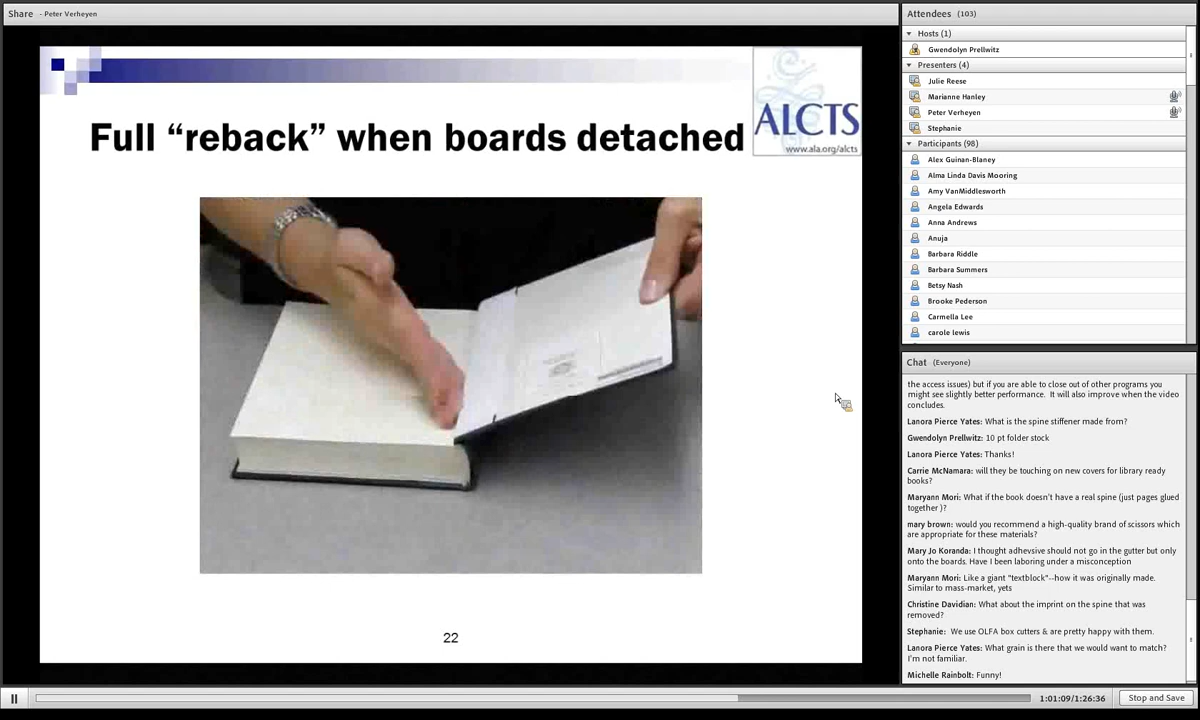 Share - Peter Verheyen
Full “reback” when boards detached
ALCTS
www.ala.org/alcts
22
Attendees (103)
Hosts (1)
Gwendolyn Prellwitz
Presenters (4)
Julie Reese
Marianne Hanley
Peter Verheyen
Stephanie
Participants (98)
Alex Guinan-Blaney
Alma Linda Davis Mooring
Amy VanMiddlesworth
Angela Edwards
Anna Andrews
Anuja
Barbara Riddle
Barbara Summers
Betsy Nash
Brooke Pederson
Carmella Lee
carole lewis
Chat (Everyone)
the access issues) but if you are able to close out of other programs you
might see slightly better performance. It will also improve when the video
concludes.
Lanora Pierce Yates: What is the spine stiffener made from?
Gwendolyn Prellwitz: 10 pt folder stock
Lanora Pierce Yates: Thanks!
Carrie McNamara: will they be touching on new covers for library ready
books?
Maryann Mori: What if the book doesn't have a real spine (just pages glued
together )?
mary brown: would you recommend a high-quality brand of scissors which
are appropriate for these materials?
Mary Jo Koranda: I thought adhevsive should not go in the gutter but only
onto the boards. Have I been laboring under a misconception
Maryann Mori: Like a giant "textblock"--how it was originally made.
Similar to mass-market, yets
Christine Davidian: What about the imprint on the spine that was
removed?
Stephanie: We use OLFA box cutters & are pretty happy with them.
Lanora Pierce Yates: What grain is there that we would want to match?
I'm not familiar.
Michelle Rainbolt: Funny!
1:01:09/1:26:36
Stop and Save